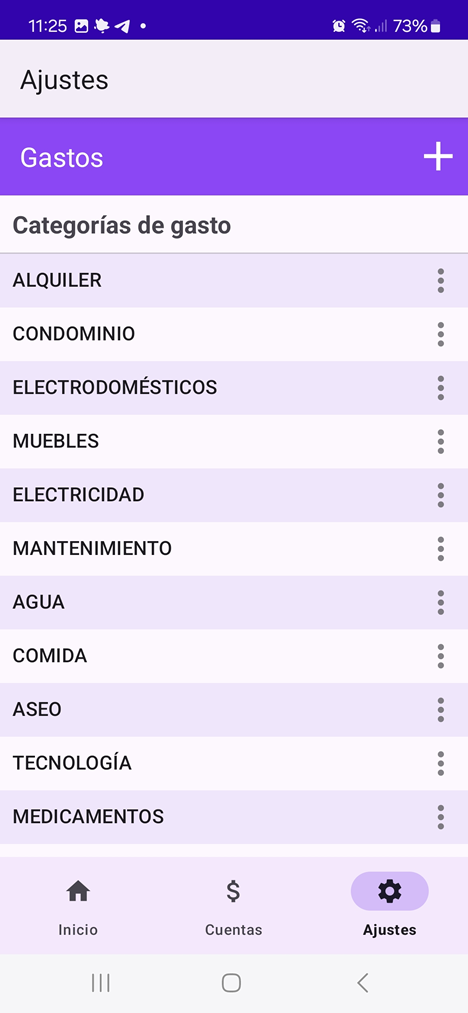 11:25 73%
Ajustes
Gastos
Categorías de gasto
ALQUILER
CONDOMINIO
ELECTRODOMÉSTICOS
MUEBLES
ELECTRICIDAD
MANTENIMIENTO
AGUA
COMIDA
ASEO
TECNOLOGÍA
MEDICAMENTOS
Inicio Cuentas Ajustes